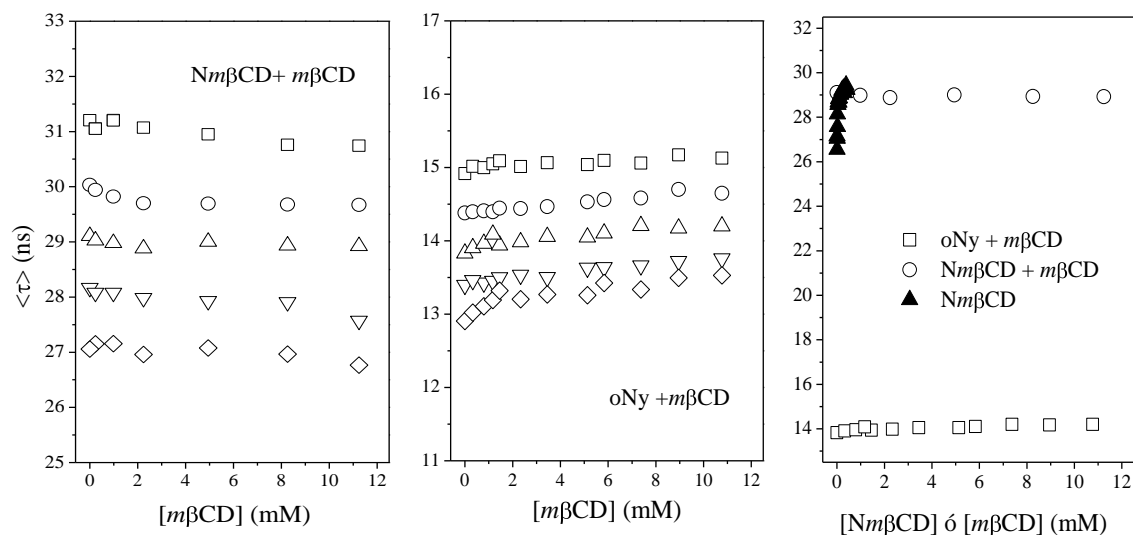 <τ> (ns)
32
31
30
29
28
27
26
25
0 2 4 6 8 10 12
[mβCD] (mM)
Nmβ​CD+ mβCD
17
16
15
14
13
12
11
0 2 4 6 8 10 12
[mβCD] (mM)
oNy +mβCD
32
30
28
26
24
22
20
18
16
14
0 2 4 6 8 10 12
[NmβCD] ó [mβCD] (mM)
oNy + mβCD
NmβCD + mβCD
NmβCD